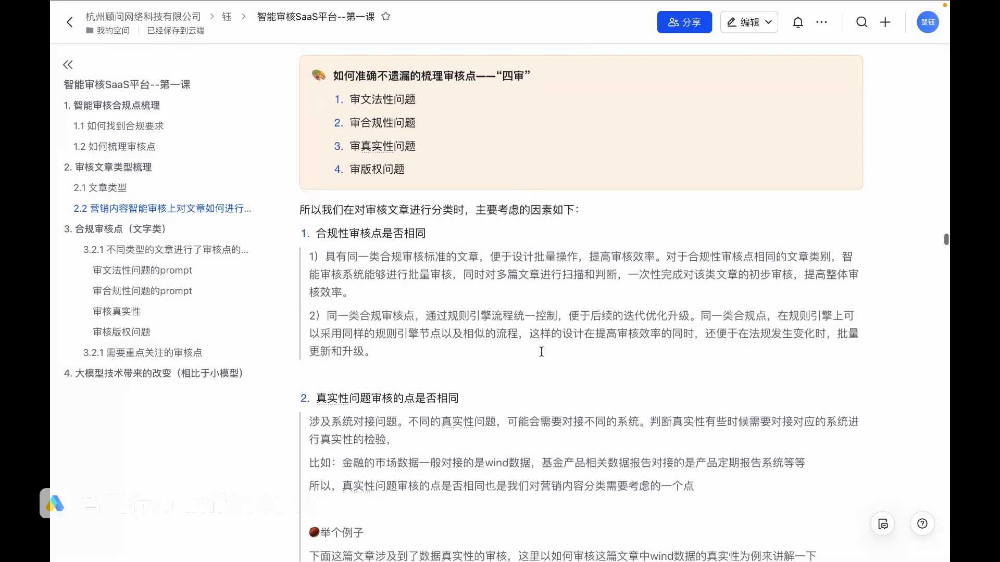 杭州顾问网络科技有限公司 > 钰 > 智能审核SaaS平台--第一课
我的空间 已经保存到云端
分享
编辑
楚钰
智能审核SaaS平台--第一课
1. 智能审核合规点梳理
1.1 如何找到合规要求
1.2 如何梳理审核点
2. 审核文章类型梳理
2.1 文章类型
2.2 营销内容智能审核上对文章如何进行...
3. 合规审核点（文字类）
3.2.1 不同类型的文章进行了审核点的...
审文法性问题的prompt
审合规性问题的prompt
审核真实性
审核版权问题
3.2.1 需要重点关注的审核点
4. 大模型技术带来的改变（相比于小模型）
如何准确不遗漏的梳理审核点——“四审”
1. 审文法性问题
2. 审合规性问题
3. 审真实性问题
4. 审版权问题
所以我们在对审核文章进行分类时，主要考虑的因素如下：
1. 合规性审核点是否相同
1）具有同一类合规审核标准的文章，便于设计批量操作，提高审核效率。对于合规性审核点相同的文章类别，智
能审核系统能够进行批量审核，同时对多篇文章进行扫描和判断，一次性完成对该类文章的初步审核，提高整体审
核效率。
2）同一类合规审核点，通过规则引擎流程统一控制，便于后续的迭代优化升级。同一类合规点，在规则引擎上可
以采用同样的规则引擎节点以及相似的流程，这样的设计在提高审核效率的同时，还便于在法规发生变化时，批量
更新和升级。
2. 真实性问题审核的点是否相同
涉及系统对接问题。不同的真实性问题，可能会需要对接不同的系统。判断真实性有些时候需要对接对应的系统进
行真实性的检验，
比如：金融的市场数据一般对接的是wind数据，基金产品相关数据报告对接的是产品定期报告系统等等
所以，真实性问题审核的点是否相同也是我们对营销内容分类需要考虑的一个点
举个例子
下面这篇文章涉及到了数据真实性的审核，这里以如何审核这篇文章中wind数据的真实性为例来讲解一下